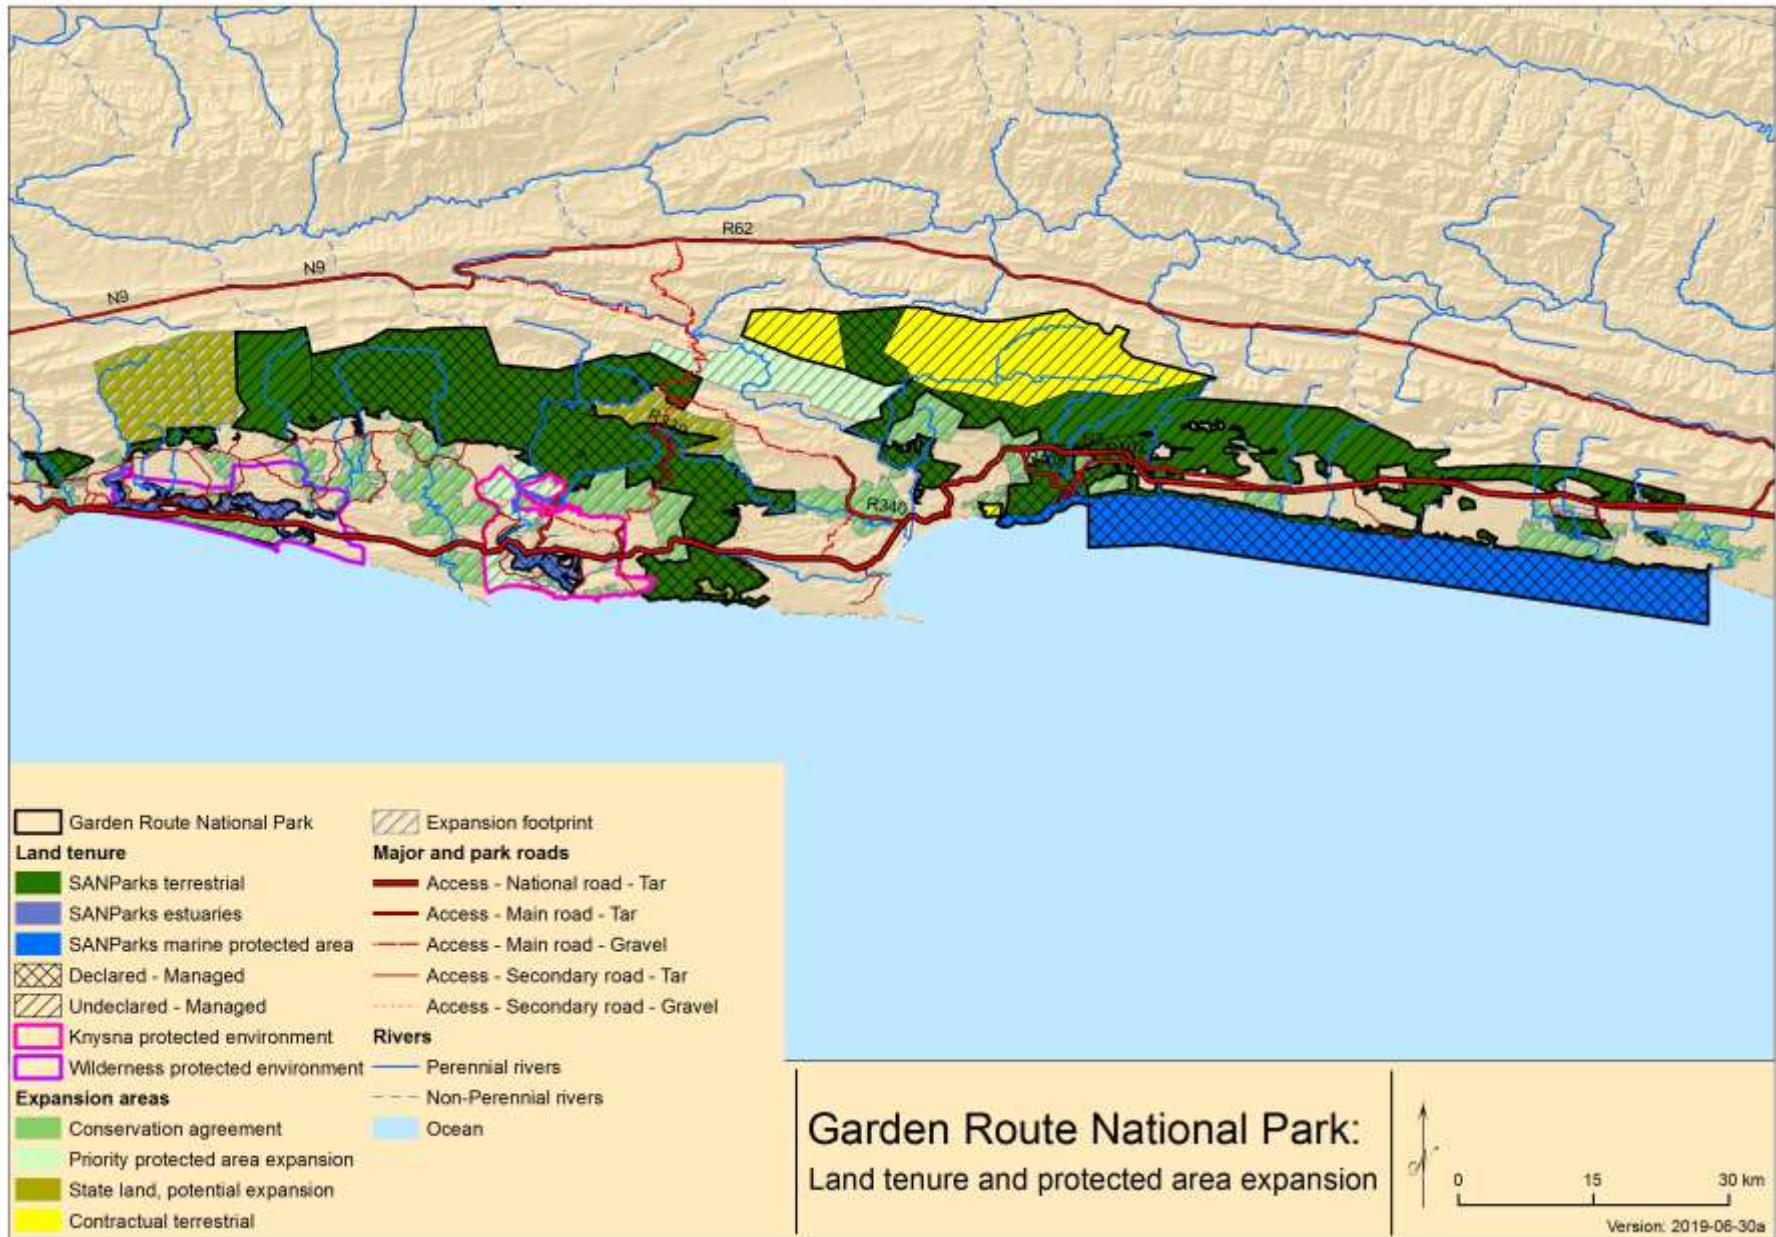 R62
N9
N9
R339
R340
Garden Route National Park
Land tenure
SANParks terrestrial
SANParks estuaries
SANParks marine protected area
Declared - Managed
Undeclared - Managed
Knysna protected environment
Wilderness protected environment
Expansion areas
Conservation agreement
Priority protected area expansion
State land, potential expansion
Contractual terrestrial
Expansion footprint
Major and park roads
Access - National road - Tar
Access - Main road - Tar
Access - Main road - Gravel
Access - Secondary road - Tar
Access - Secondary road - Gravel
Rivers
Perennial rivers
Non-Perennial rivers
Ocean
Garden Route National Park:
Land tenure and protected area expansion
0 15 30 km
Version: 2019-06-30a